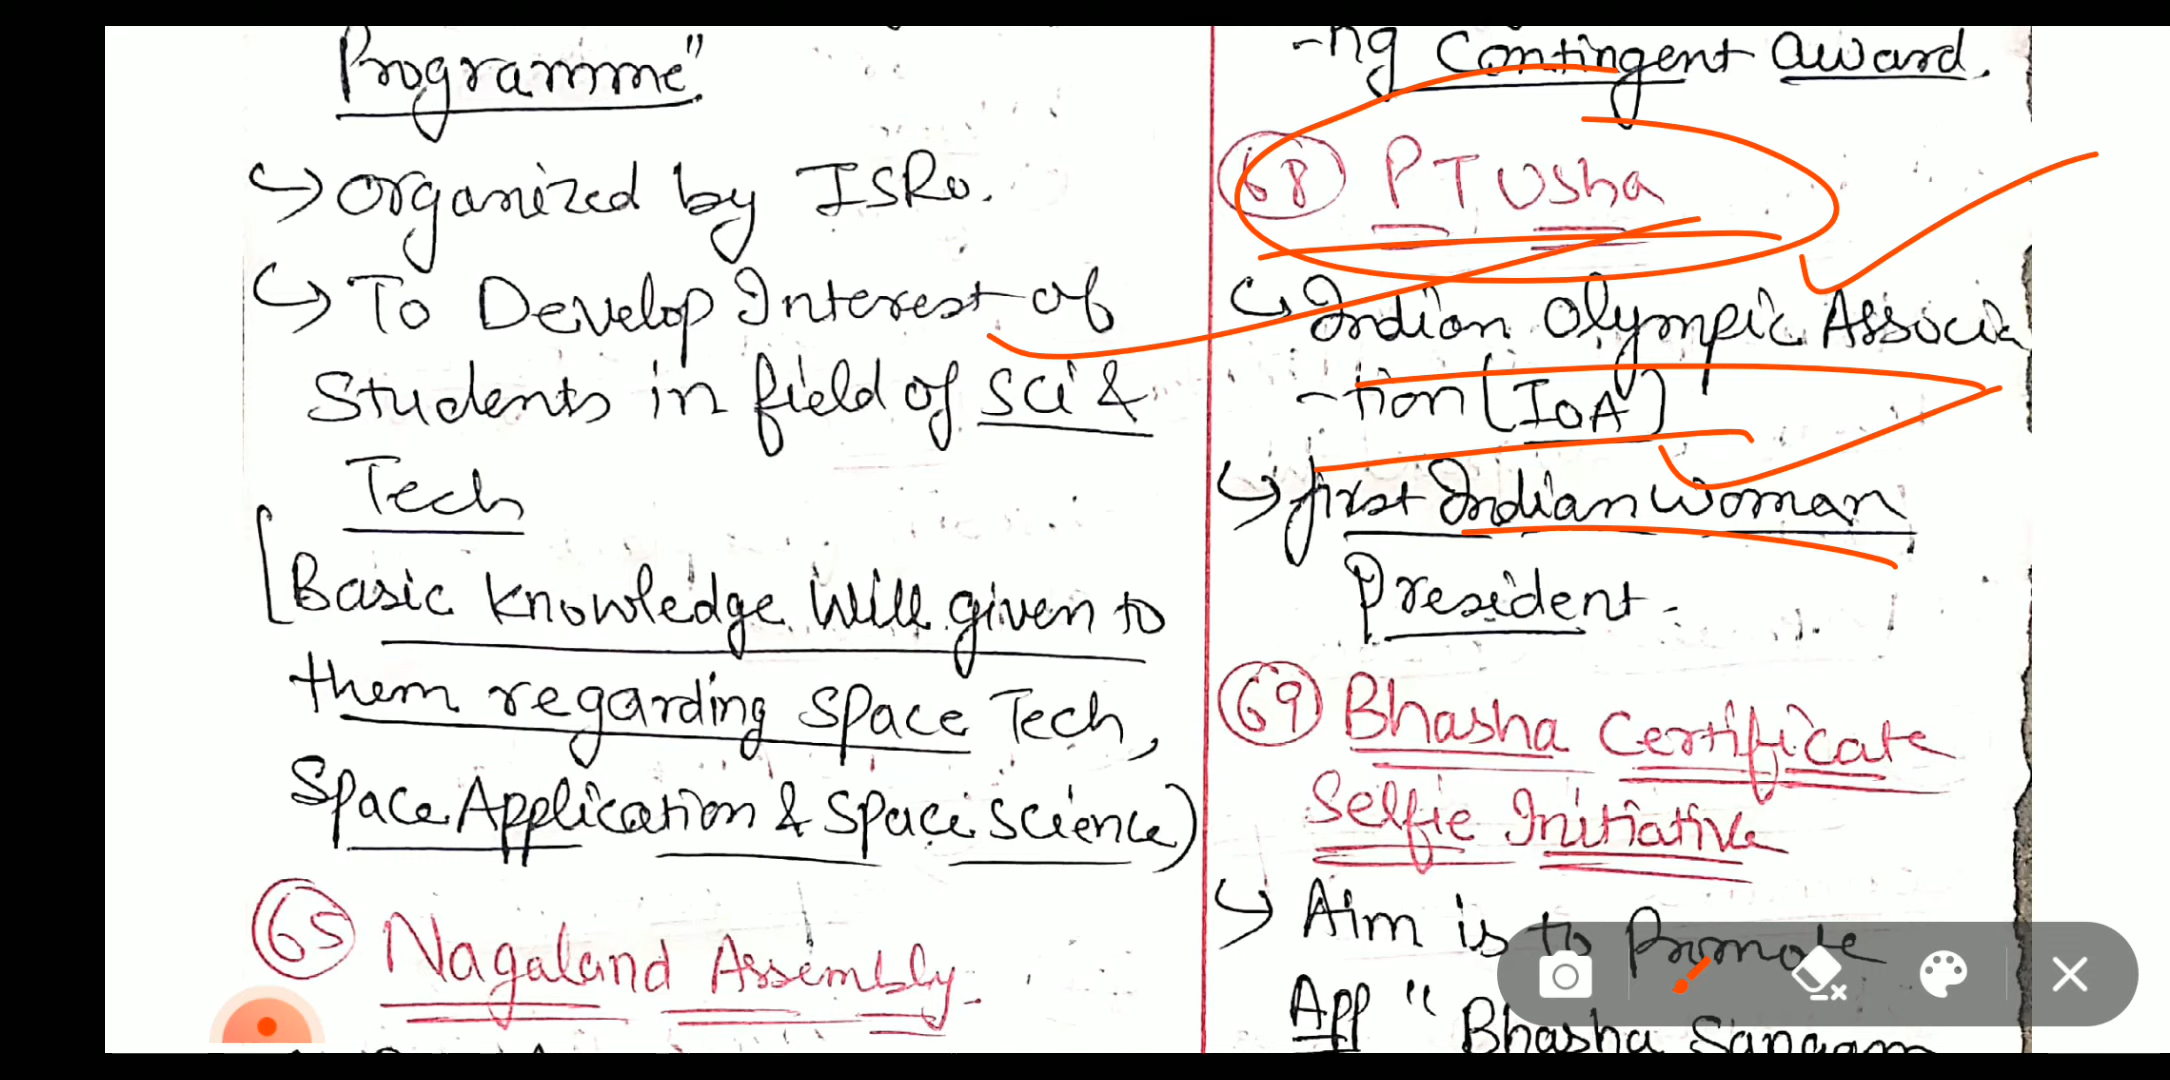 Programme"
↳ Organized by ISRO.
↳ To Develop Interest of
Students in field of Sci &
Tech
[Basic knowledge will given to
them regarding space Tech,
Space Application & Space Science)
65 Nagaland Assembly.
-ng Contingent award.
68 PT Usha
↳ Indian Olympic Associa
-tion (IOA)
↳ first Indian Woman
President.
69 Bhasha Certificate
Selfie Initiative
↳ Aim is to Promote
App "Bhasha Sangam